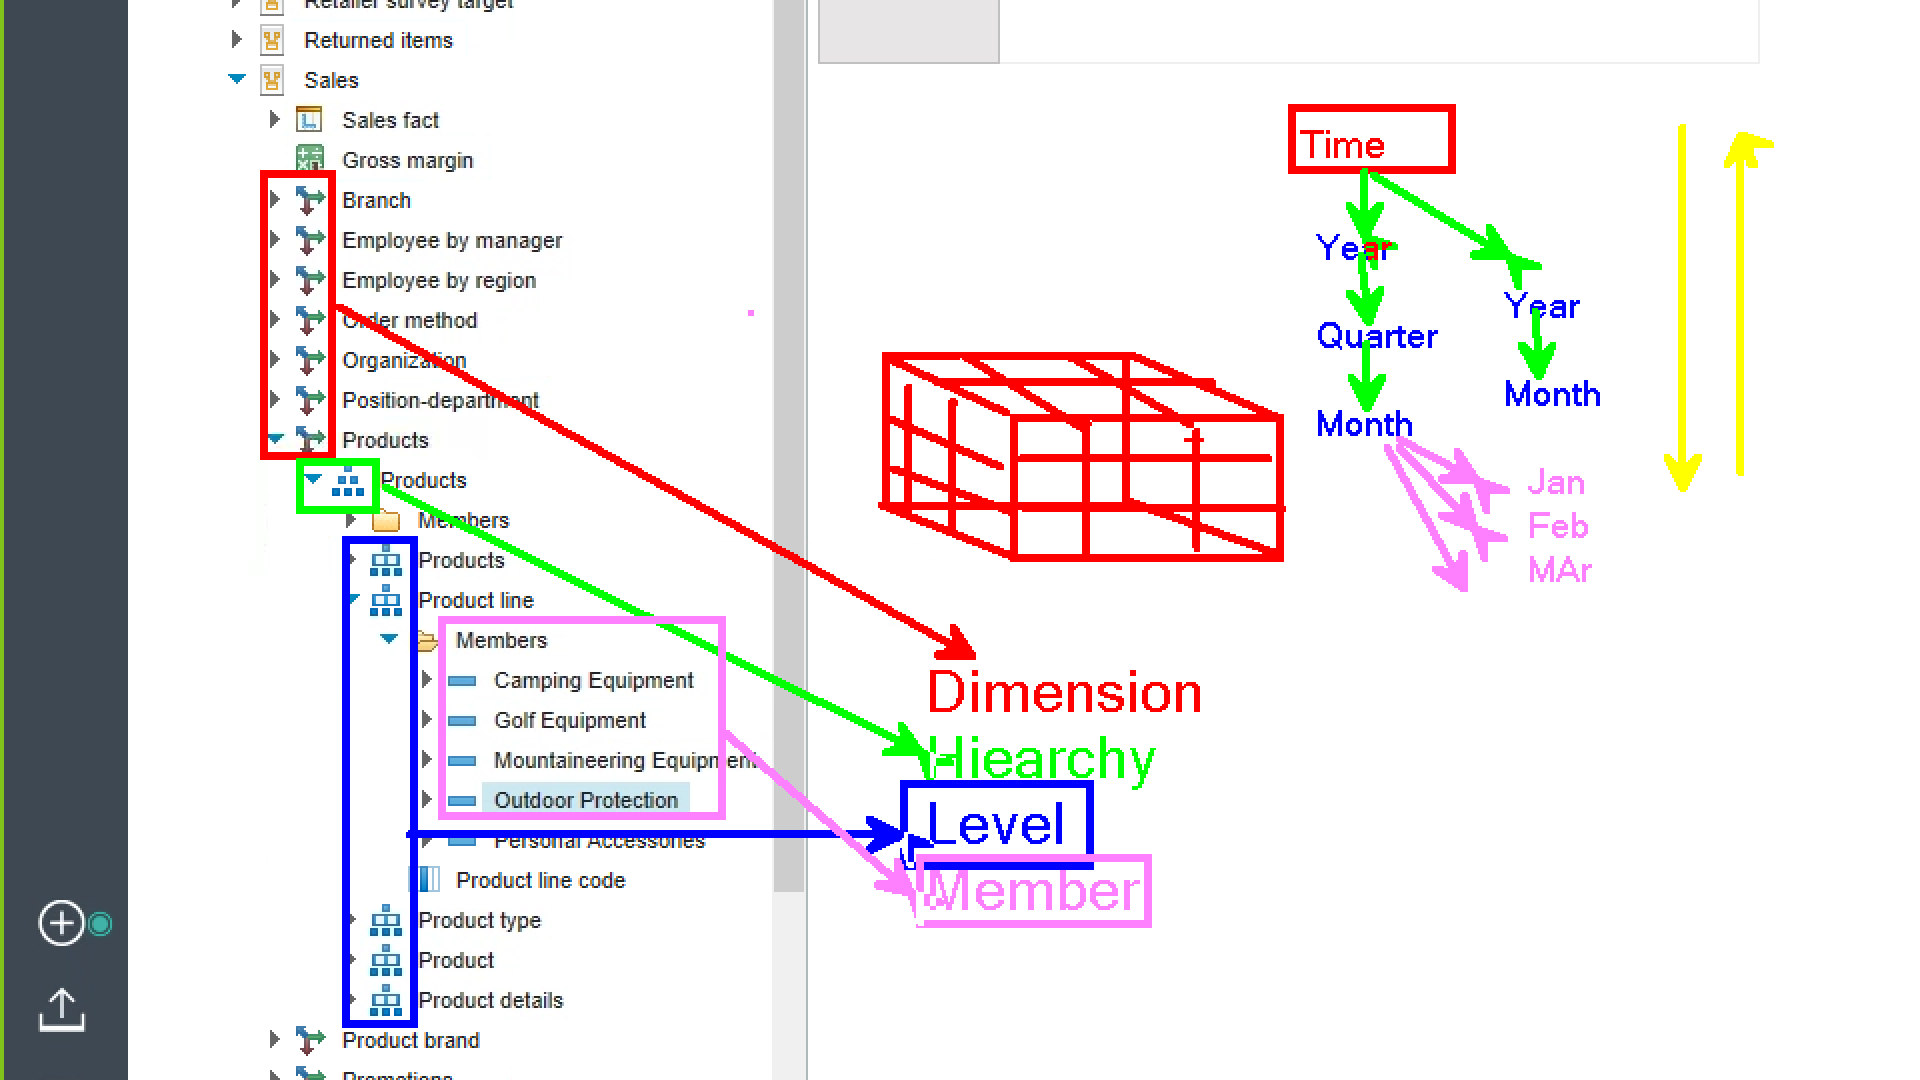 Retailer survey target
Returned items
Sales
Sales fact
Gross margin
Branch
Employee by manager
Employee by region
Order method
Organization
Position-department
Products
Products
Members
Products
Product line
Members
Camping Equipment
Golf Equipment
Mountaineering Equipment
Outdoor Protection
Personal Accessories
Product line code
Product type
Product
Product details
Product brand
Promotions
Time
Year
Quarter
Month
Year
Month
Jan
Feb
MAr
Dimension
Hiearchy
Level
Member